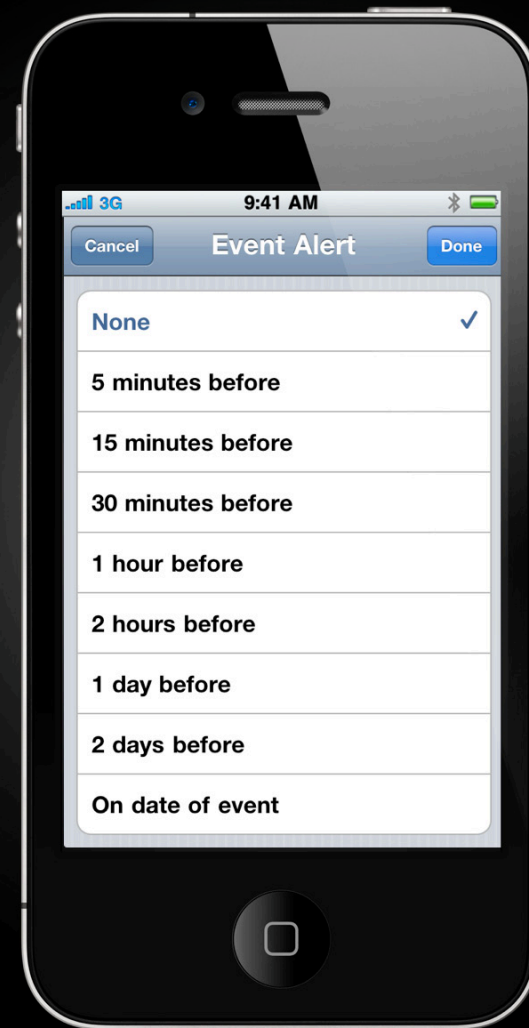 3G 9:41 AM
Cancel Event Alert Done
None
5 minutes before
15 minutes before
30 minutes before
1 hour before
2 hours before
1 day before
2 days before
On date of event